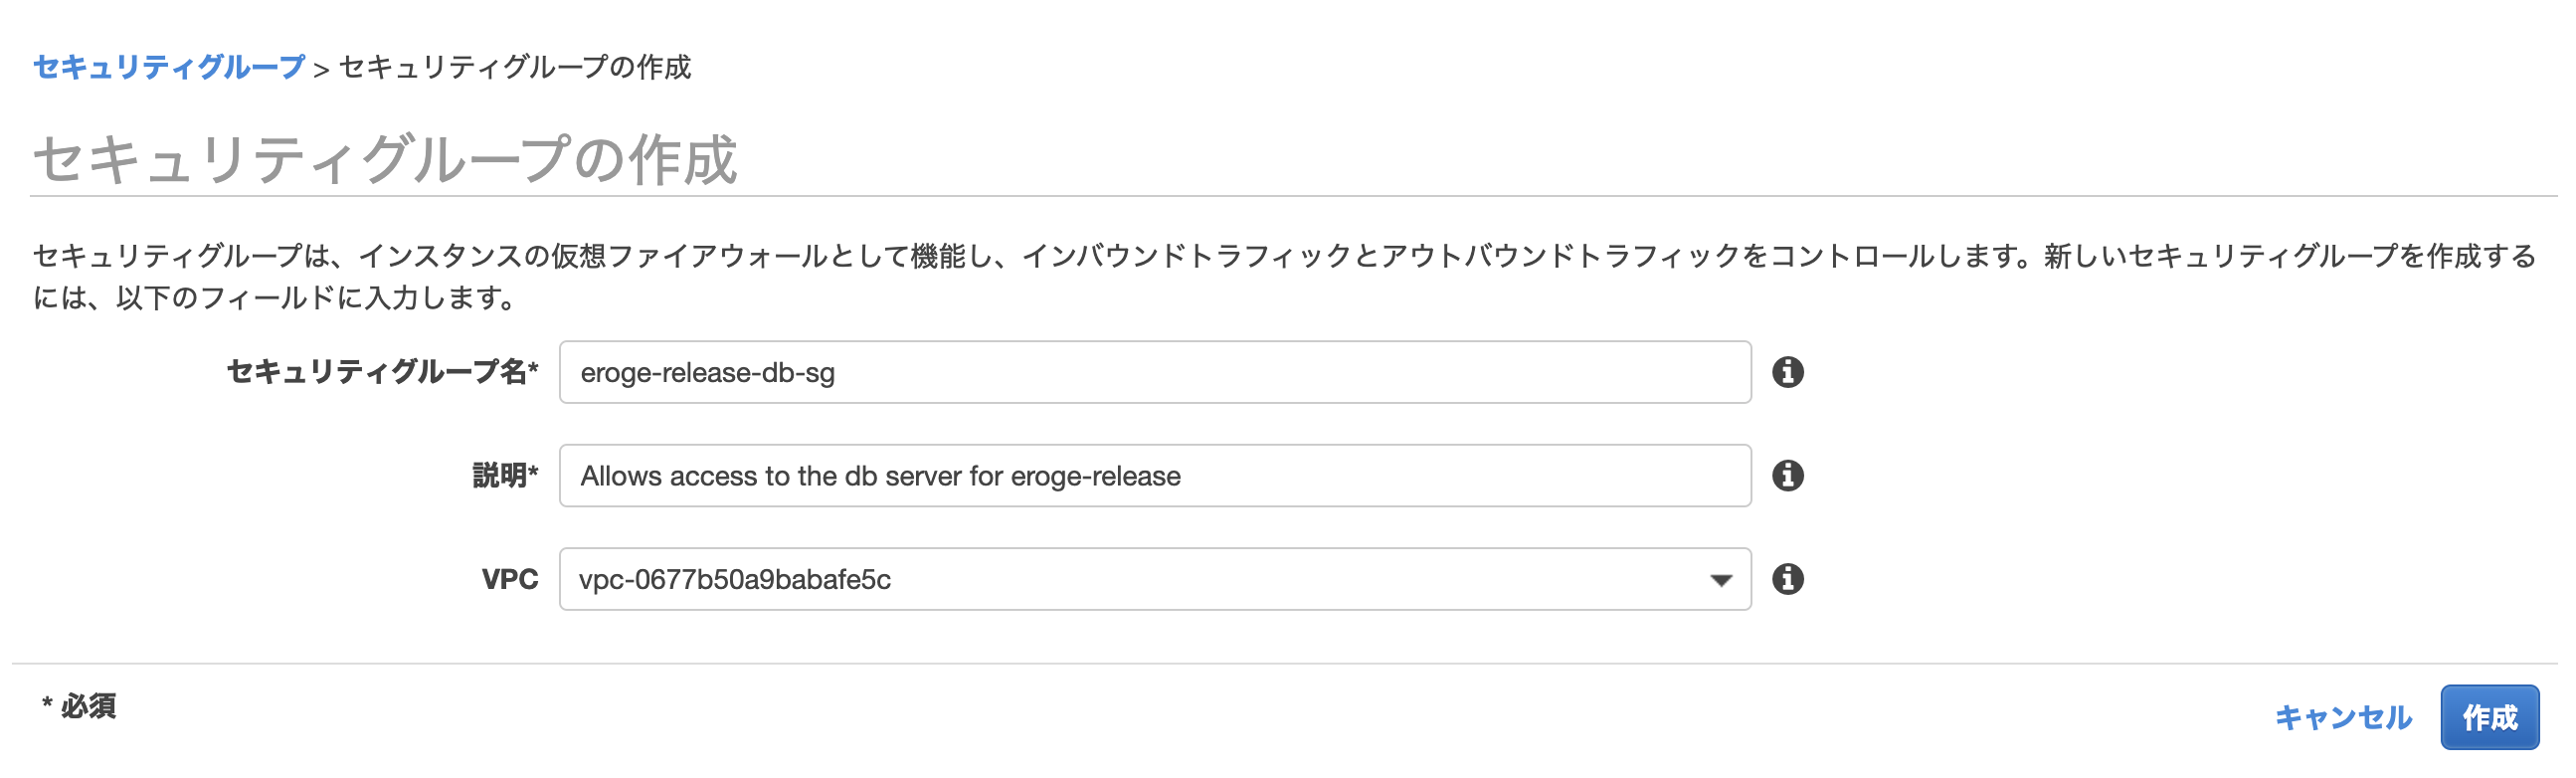 セキュリティグループ > セキュリティグループの作成
セキュリティグループの作成
セキュリティグループは、インスタンスの仮想ファイアウォールとして機能し、インバウンドトラフィックとアウトバウンドトラフィックをコントロールします。新しいセキュリティグループを作成する
には、以下のフィールドに入力します。
セキュリティグループ名* eroge-release-db-sg
説明* Allows access to the db server for eroge-release
VPC vpc-0677b50a9babafe5c
* 必須
キャンセル 作成